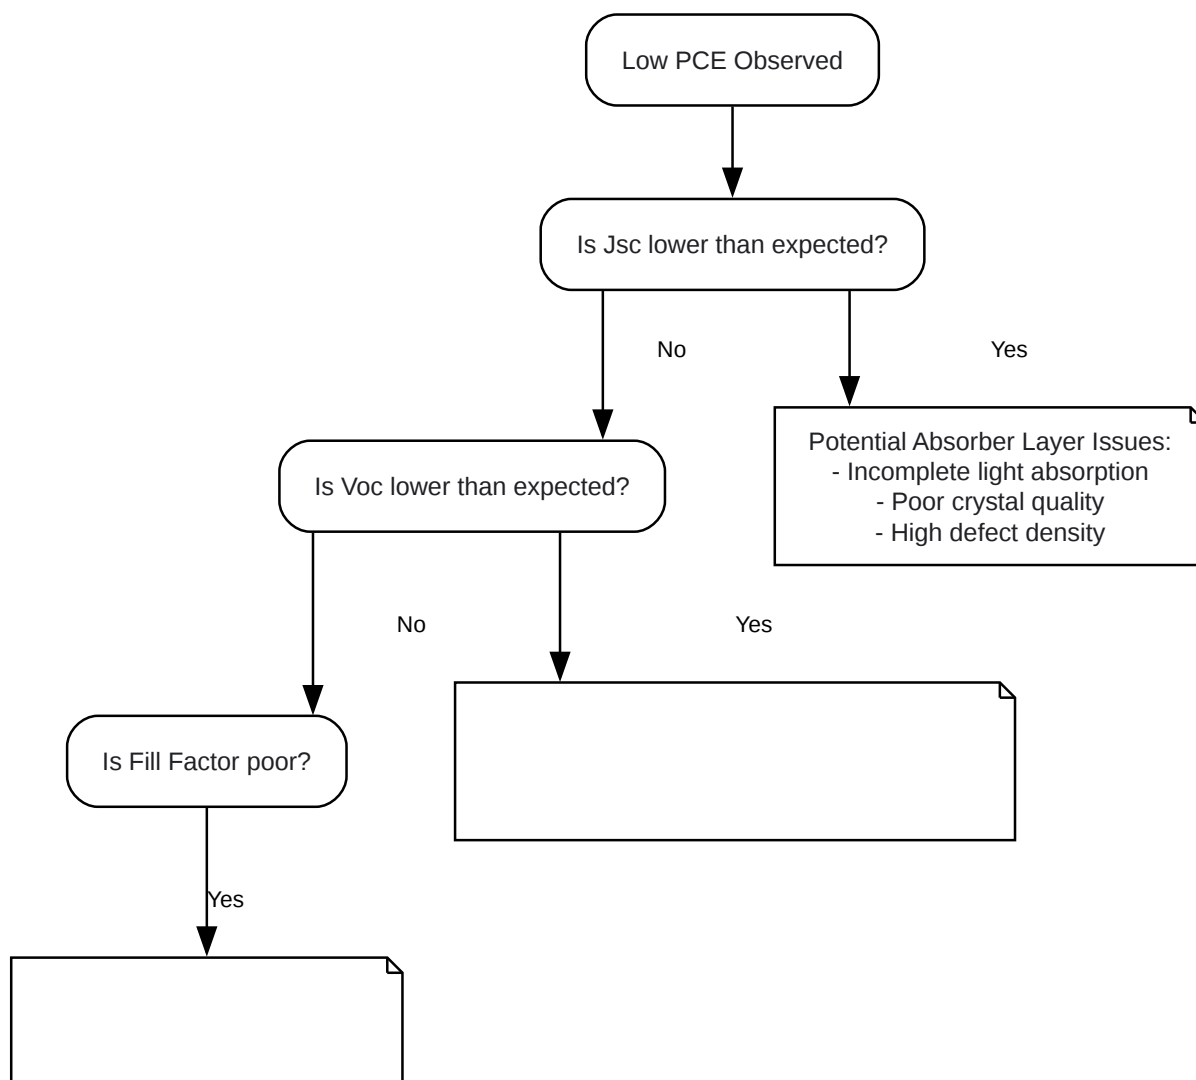 Low PCE Observed
Is Jsc lower than expected?
No
Yes
Potential Absorber Layer Issues:
- Incomplete light absorption
- Poor crystal quality
- High defect density
Is Voc lower than expected?
No
Yes
Is Fill Factor poor?
Yes